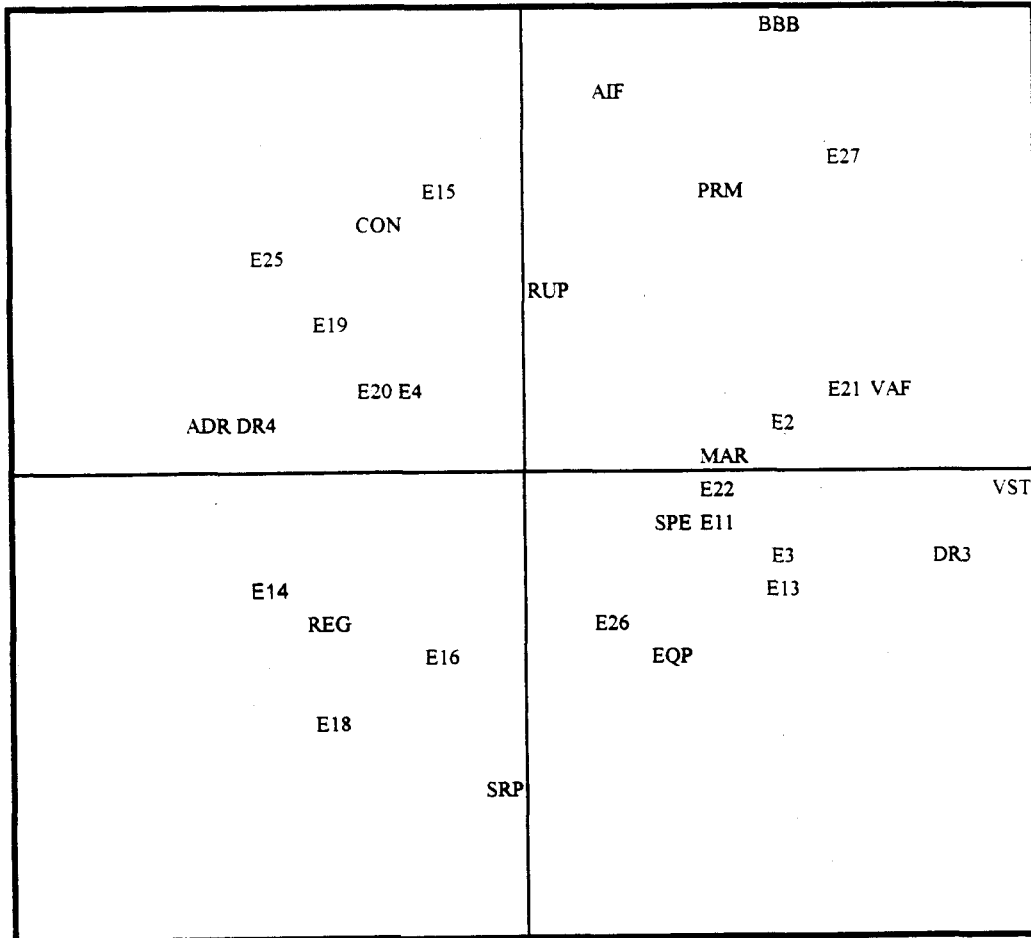 BBB
AIF
E27
E15 PRM
CON
E25
RUP
E19
E20 E4 E21 VAF
ADR DR4 E2
MAR
E22 VST
SPE E11
E3 DR3
E14 E13
REG E26
E16 EQP
E18
SRP